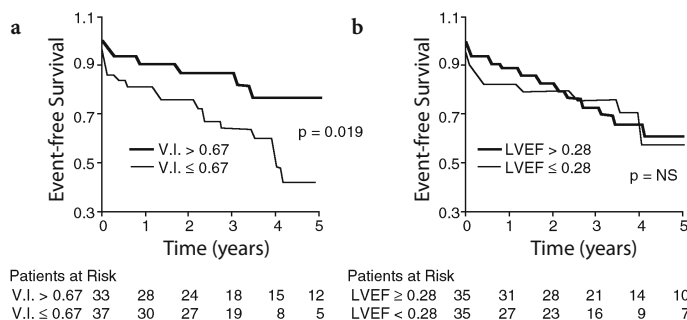 a
1.1
0.9
0.7
0.5
0.3
Event-free Survival
V.I. > 0.67
V.I. ≤ 0.67
p = 0.019
0 1 2 3 4 5
Time (years)
Patients at Risk
V.I. > 0.67 33 28 24 18 15 12
V.I. ≤ 0.67 37 30 27 19 8 5
b
1.1
0.9
0.7
0.5
0.3
Event-free Survival
LVEF > 0.28
LVEF ≤ 0.28
p = NS
0 1 2 3 4 5
Time (years)
Patients at Risk
LVEF ≥ 0.28 35 31 28 21 14 10
LVEF < 0.28 35 27 23 16 9 7